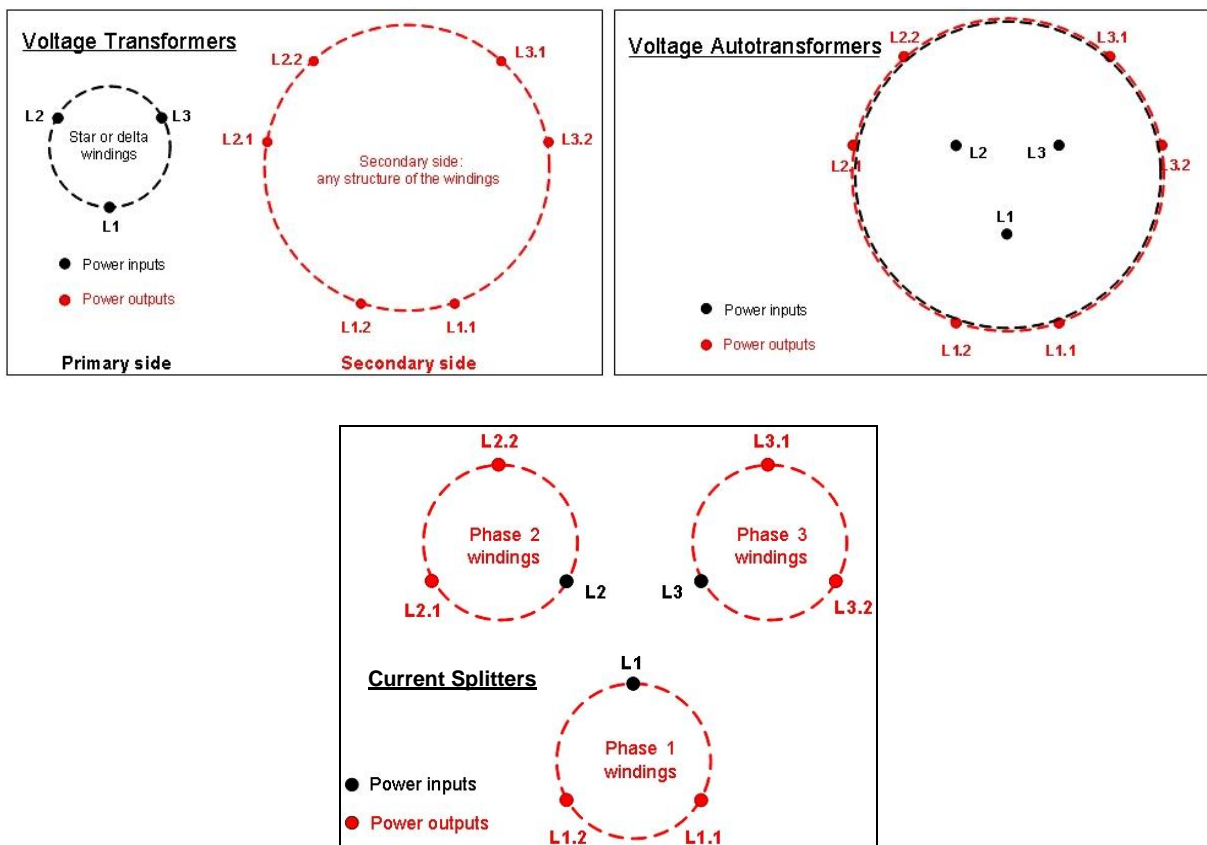 Voltage Transformers
L2.2
L3.1
L2
L3
L2.1
L3.2
Star or delta
windings
Secondary side:
any structure of the windings
L1
Power inputs
Power outputs
L1.2
L1.1
Primary side
Secondary side
Voltage Autotransformers
L2.2
L3.1
L2
L3
L2.1
L3.2
L1
Power inputs
Power outputs
L1.2
L1.1
L2.2
L3.1
Phase 2
windings
Phase 3
windings
L2
L3
L2.1
L3.2
L1
Current Splitters
Phase 1
windings
Power inputs
Power outputs
L1.2
L1.1